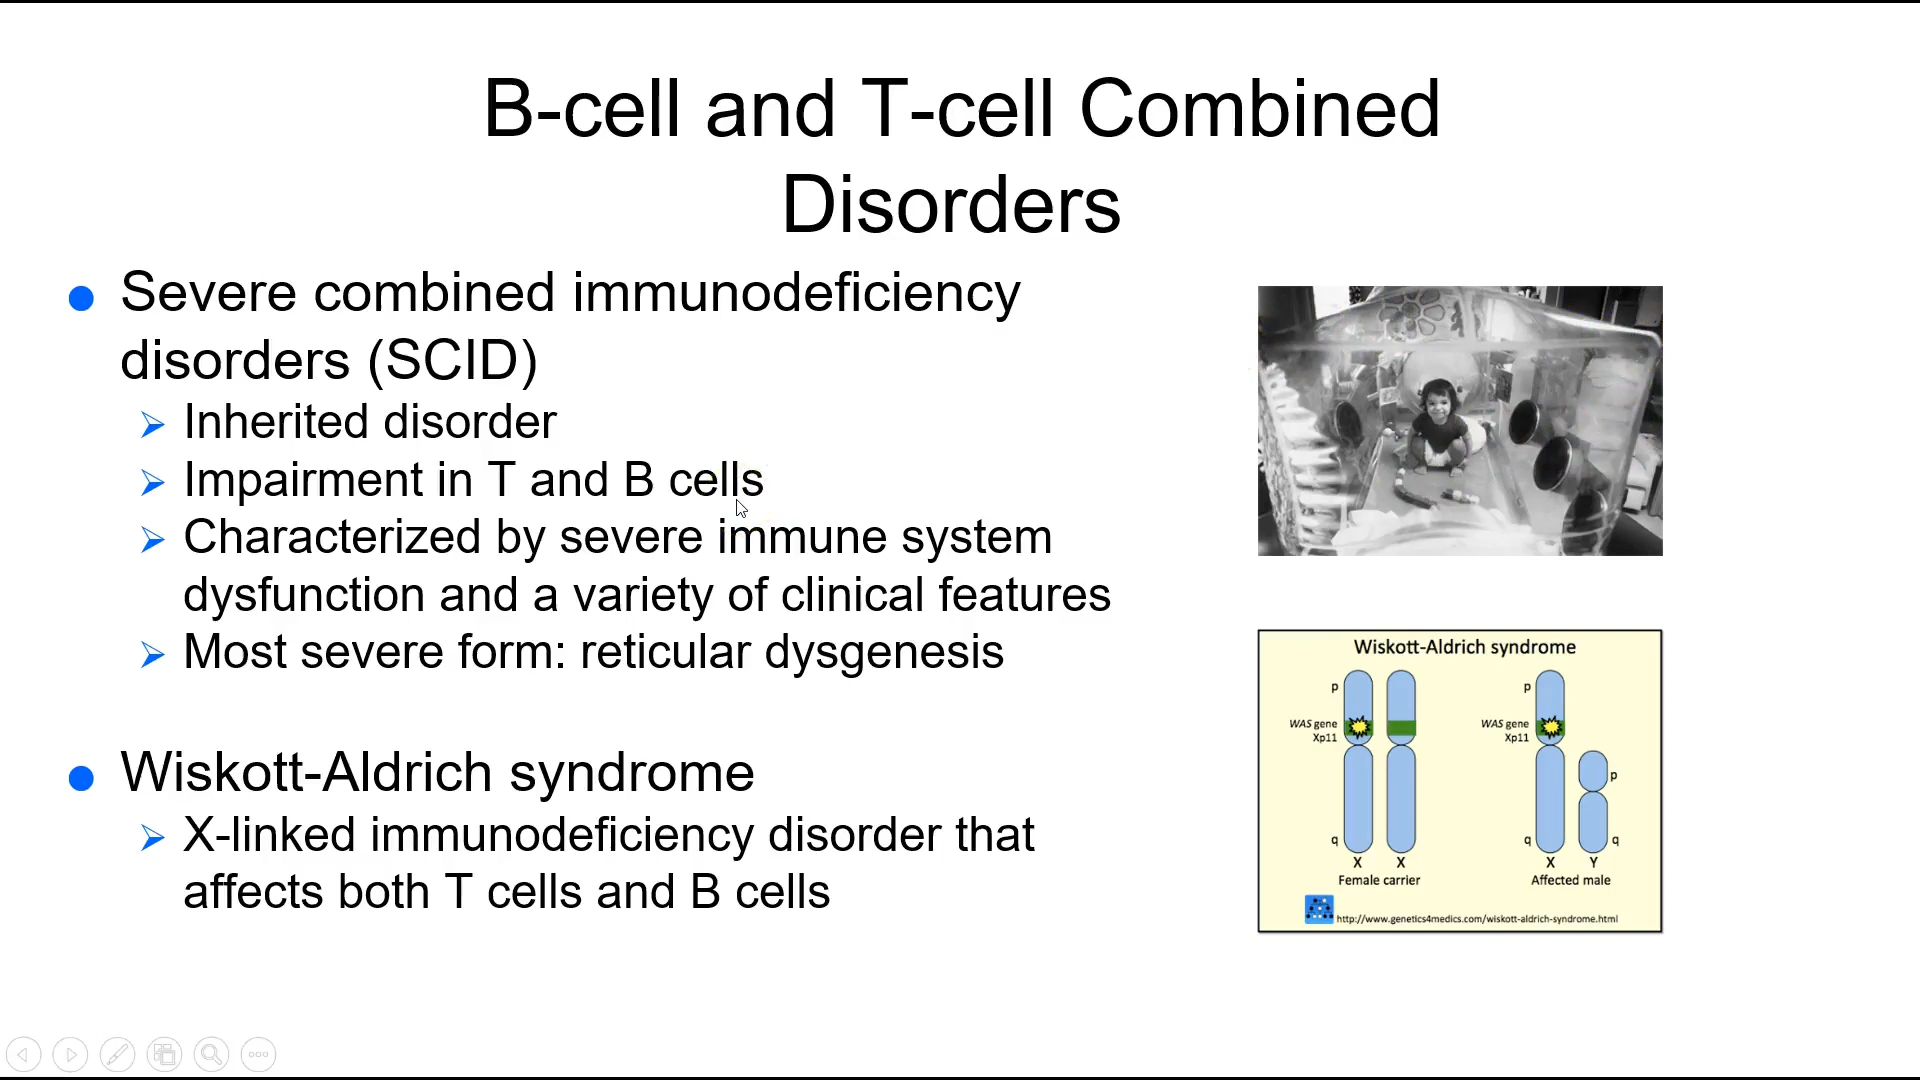 B-cell and T-cell Combined
Disorders
Severe combined immunodeficiency
disorders (SCID)
Inherited disorder
Impairment in T and B cells
Characterized by severe immune system
dysfunction and a variety of clinical features
Most severe form: reticular dysgenesis
Wiskott-Aldrich syndrome
X-linked immunodeficiency disorder that
affects both T cells and B cells
Wiskott-Aldrich syndrome
p
p
WAS gene
Xp11
WAS gene
Xp11
p
q
q
q
X
X
X
Y
Female carrier
Affected male
http://www.genetics4medics.com/wiskott-aldrich-syndrome.html